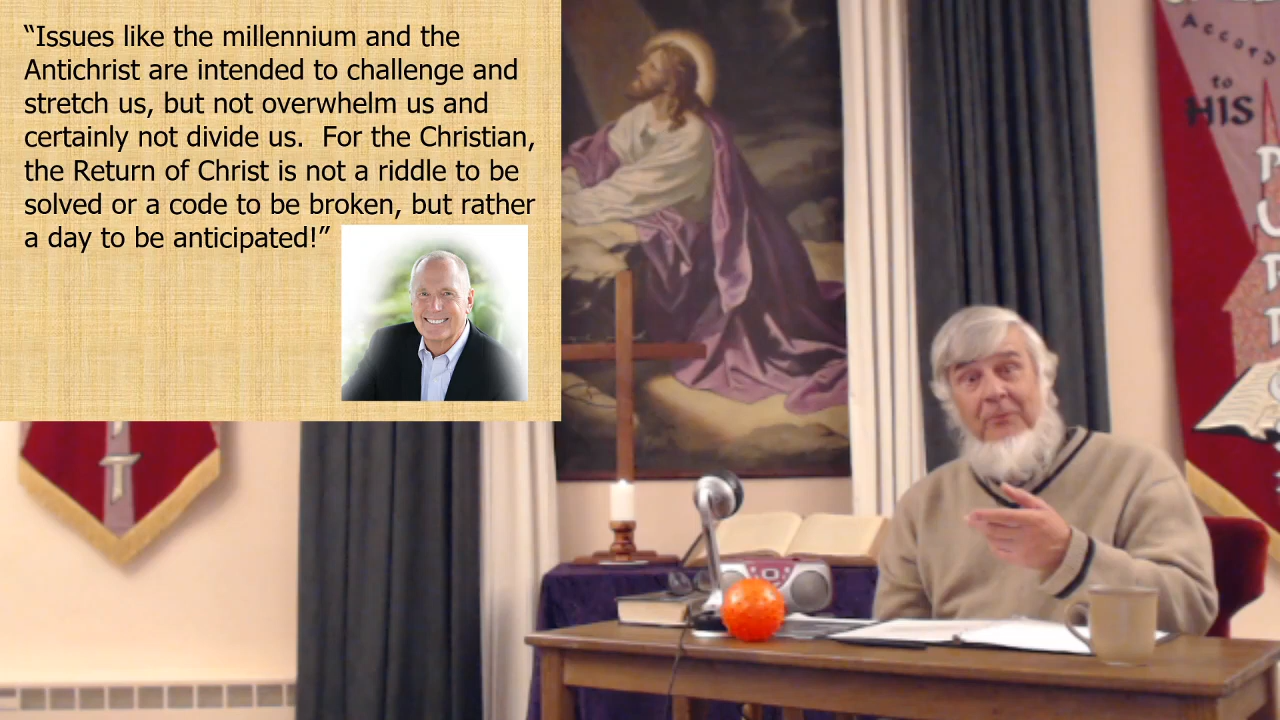 “Issues like the millennium and the
Antichrist are intended to challenge and
stretch us, but not overwhelm us and
certainly not divide us.  For the Christian,
the Return of Christ is not a riddle to be
solved or a code to be broken, but rather
a day to be anticipated!”
to
HIS